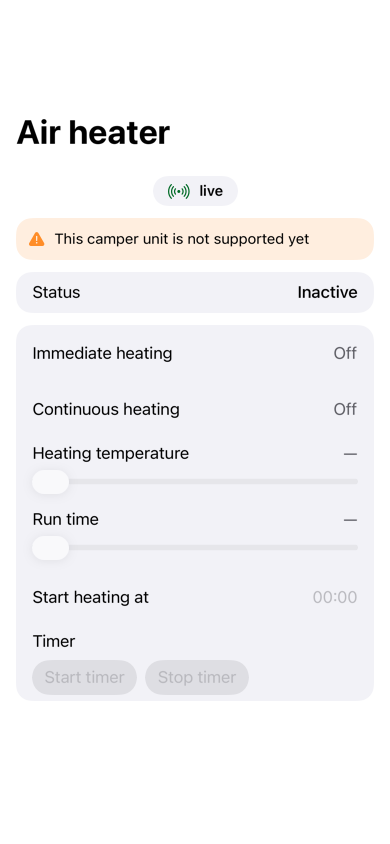 Air heater
live
This camper unit is not supported yet
Status Inactive
Immediate heating Off
Continuous heating Off
Heating temperature —
Run time —
Start heating at 00:00
Timer
Start timer Stop timer